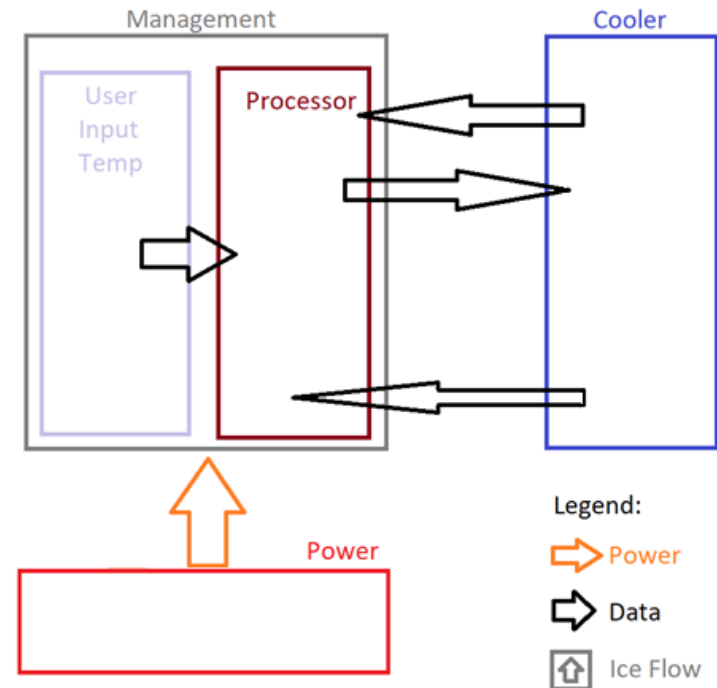 Management
Cooler
User
Input
Temp
Processor
Power
Legend:
Power
Data
Ice Flow